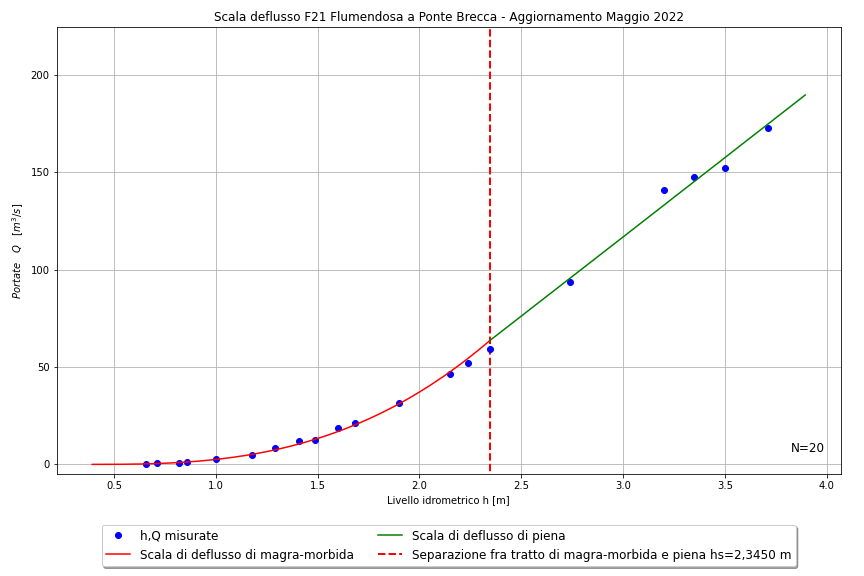 Scala deflusso F21 Flumendosa a Ponte Brecca - Aggiornamento Maggio 2022
Portate Q [m³/s]
200
150
100
50
0
0.5 1.0 1.5 2.0 2.5 3.0 3.5 4.0
N=20
Livello idrometrico h [m]
h,Q misurate
Scala di deflusso di magra-morbida
Scala di deflusso di piena
Separazione fra tratto di magra-morbida e piena hs=2,3450 m